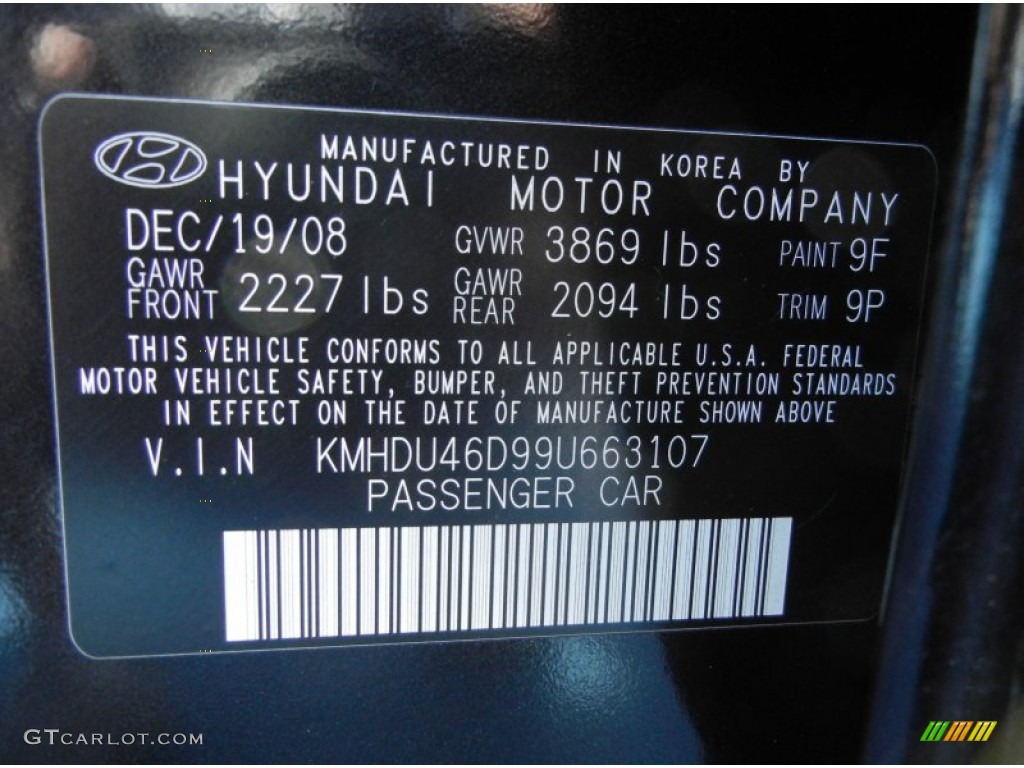 MANUFACTURED IN KOREA BY
HYUNDAI MOTOR COMPANY
DEC/19/08 GVWR 3869 lbs PAINT 9F
GAWR FRONT 2227 lbs GAWR REAR 2094 lbs TRIM 9P
THIS VEHICLE CONFORMS TO ALL APPLICABLE U.S.A. FEDERAL
MOTOR VEHICLE SAFETY, BUMPER, AND THEFT PREVENTION STANDARDS
IN EFFECT ON THE DATE OF MANUFACTURE SHOWN ABOVE
V.I.N KMHDU46D99U663107
PASSENGER CAR
GTCARLOT.COM